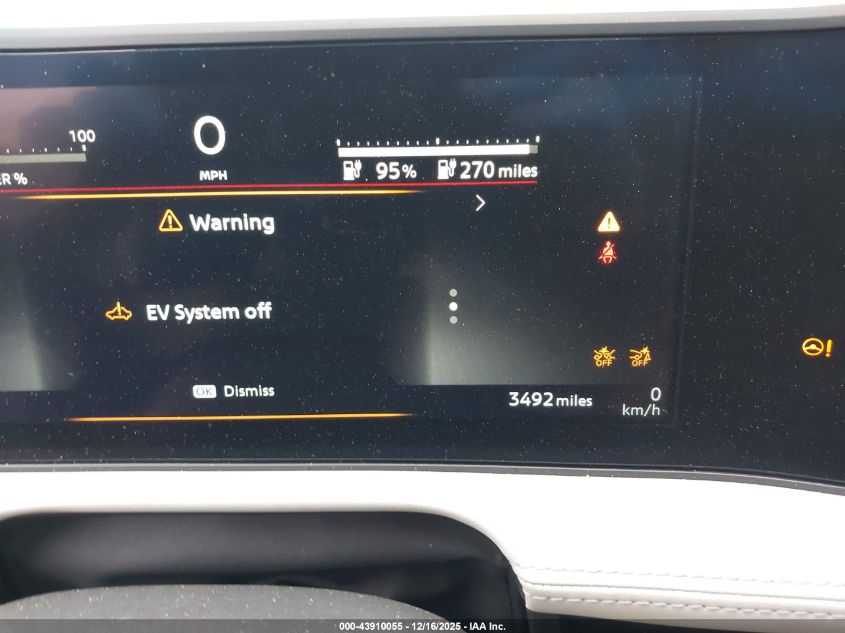 100
0
MPH
ER %
95%
270 miles
Warning
EV System off
OFF
OFF
OK Dismiss
3492 miles
0
km/h
000-43910055 - 12/16/2025 - IAA Inc.